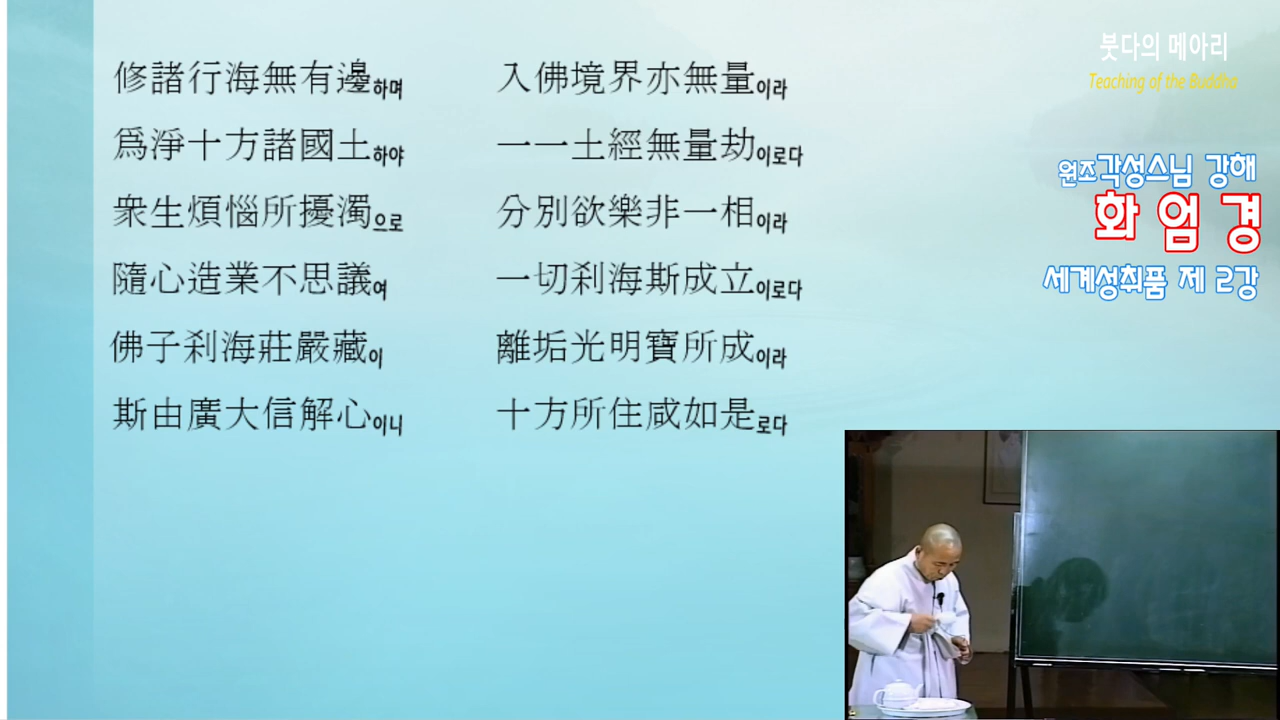 修諸行海無有邊하며 入佛境界亦無量이라
爲淨十方諸國土하야 一一土經無量劫이로다
衆生煩惱所擾濁으로 分別欲樂非一相이라
隨心造業不思議여 一切刹海斯成立이로다
佛子刹海莊嚴藏이 離垢光明寶所成이라
斯由廣大信解心이니 十方所住咸如是로다
붓다의 메아리
Teaching of the Buddha
원조각성스님 강해
화엄경
세계성취품 제 2강